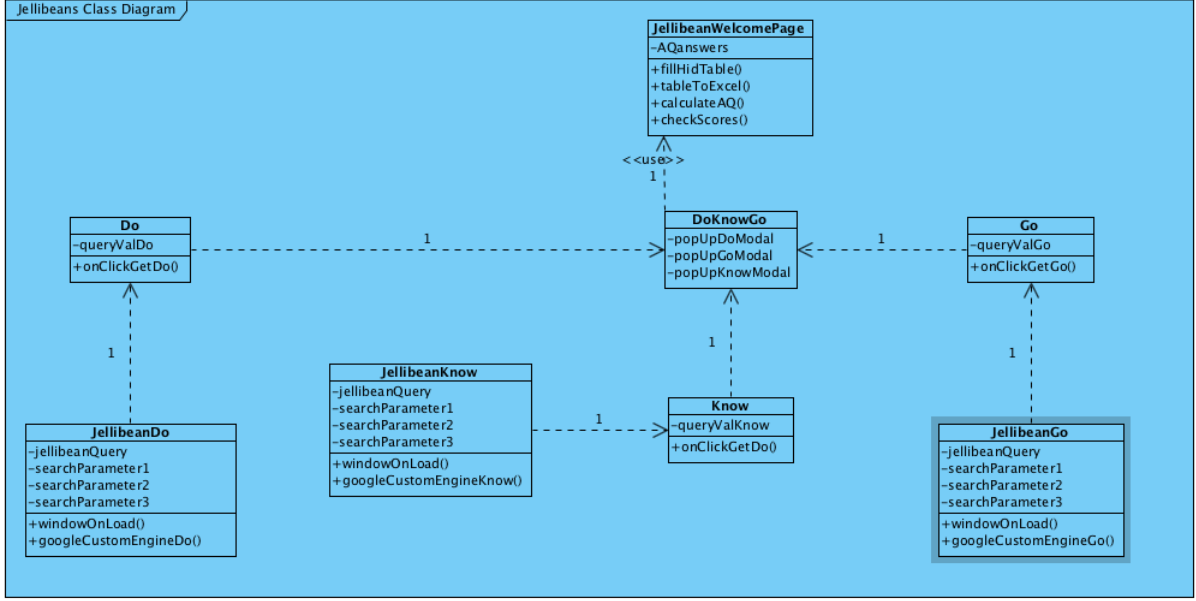 Jellibeans Class Diagram
JellibeanWelcomePage
-AQanswers
+fillHidTable()
+tableToExcel()
+calculateAQ()
+checkScores()
<<use>>
1
Do
-queryValDo
+onClickGetDo()
1
DoKnowGo
-popUpDoModal
-popUpGoModal
-popUpKnowModal
1
Go
-queryValGo
+onClickGetGo()
1
1
1
JellibeanKnow
-jellibeanQuery
-searchParameter1
-searchParameter2
-searchParameter3
+windowOnLoad()
+googleCustomEngineKnow()
1
Know
-queryValKnow
+onClickGetDo()
JellibeanDo
-jellibeanQuery
-searchParameter1
-searchParameter2
-searchParameter3
+windowOnLoad()
+googleCustomEngineDo()
JellibeanGo
-jellibeanQuery
-searchParameter1
-searchParameter2
-searchParameter3
+windowOnLoad()
+googleCustomEngineGo()